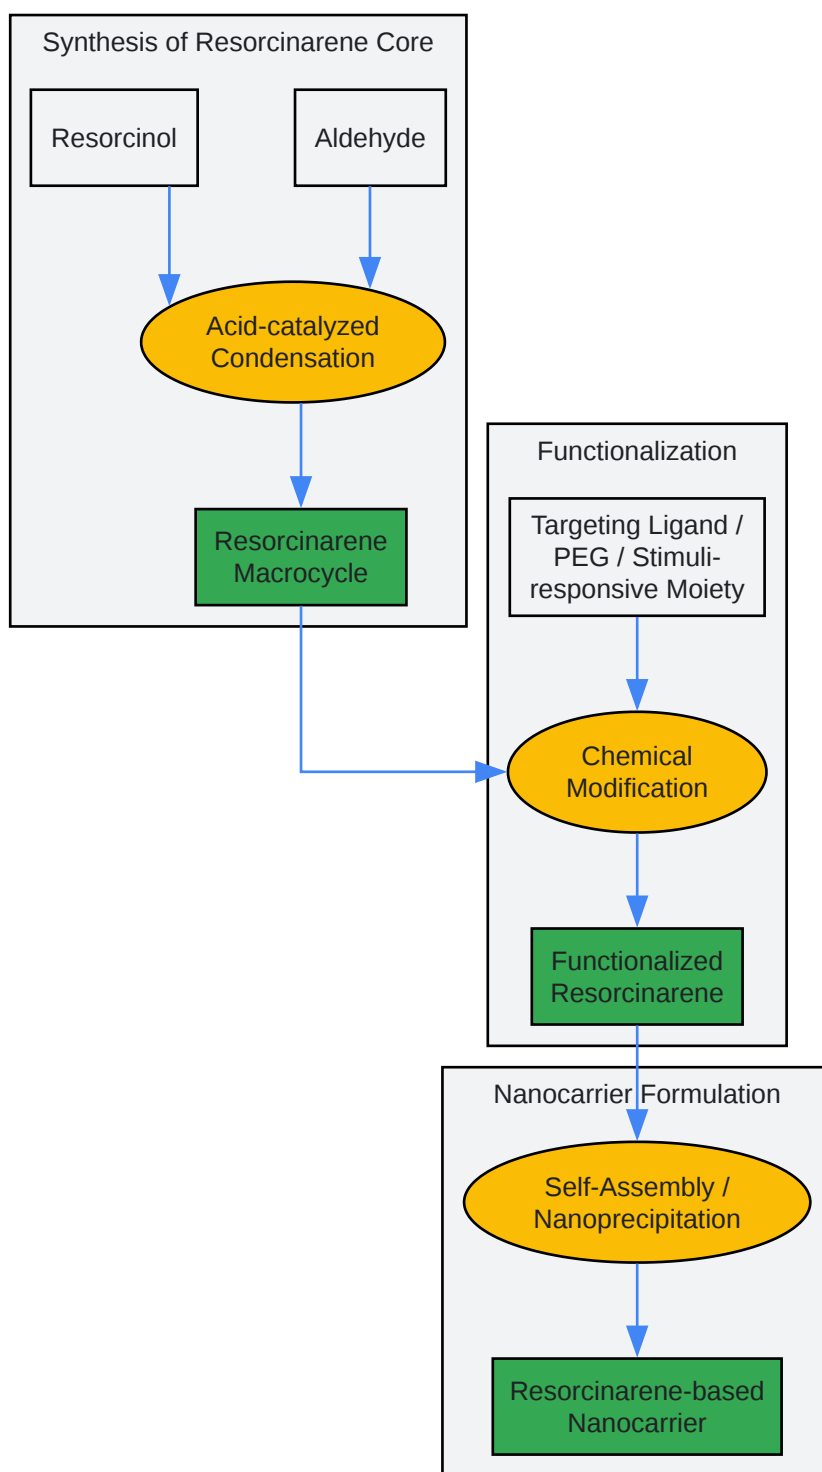 Synthesis of Resorcinarene Core
Resorcinol
Aldehyde
Acid-catalyzed
Condensation
Resorcinarene
Macrocycle
Functionalization
Targeting Ligand /
PEG / Stimuli-
responsive Moiety
Chemical
Modification
Functionalized
Resorcinarene
Nanocarrier Formulation
Self-Assembly /
Nanoprecipitation
Resorcinarene-based
Nanocarrier